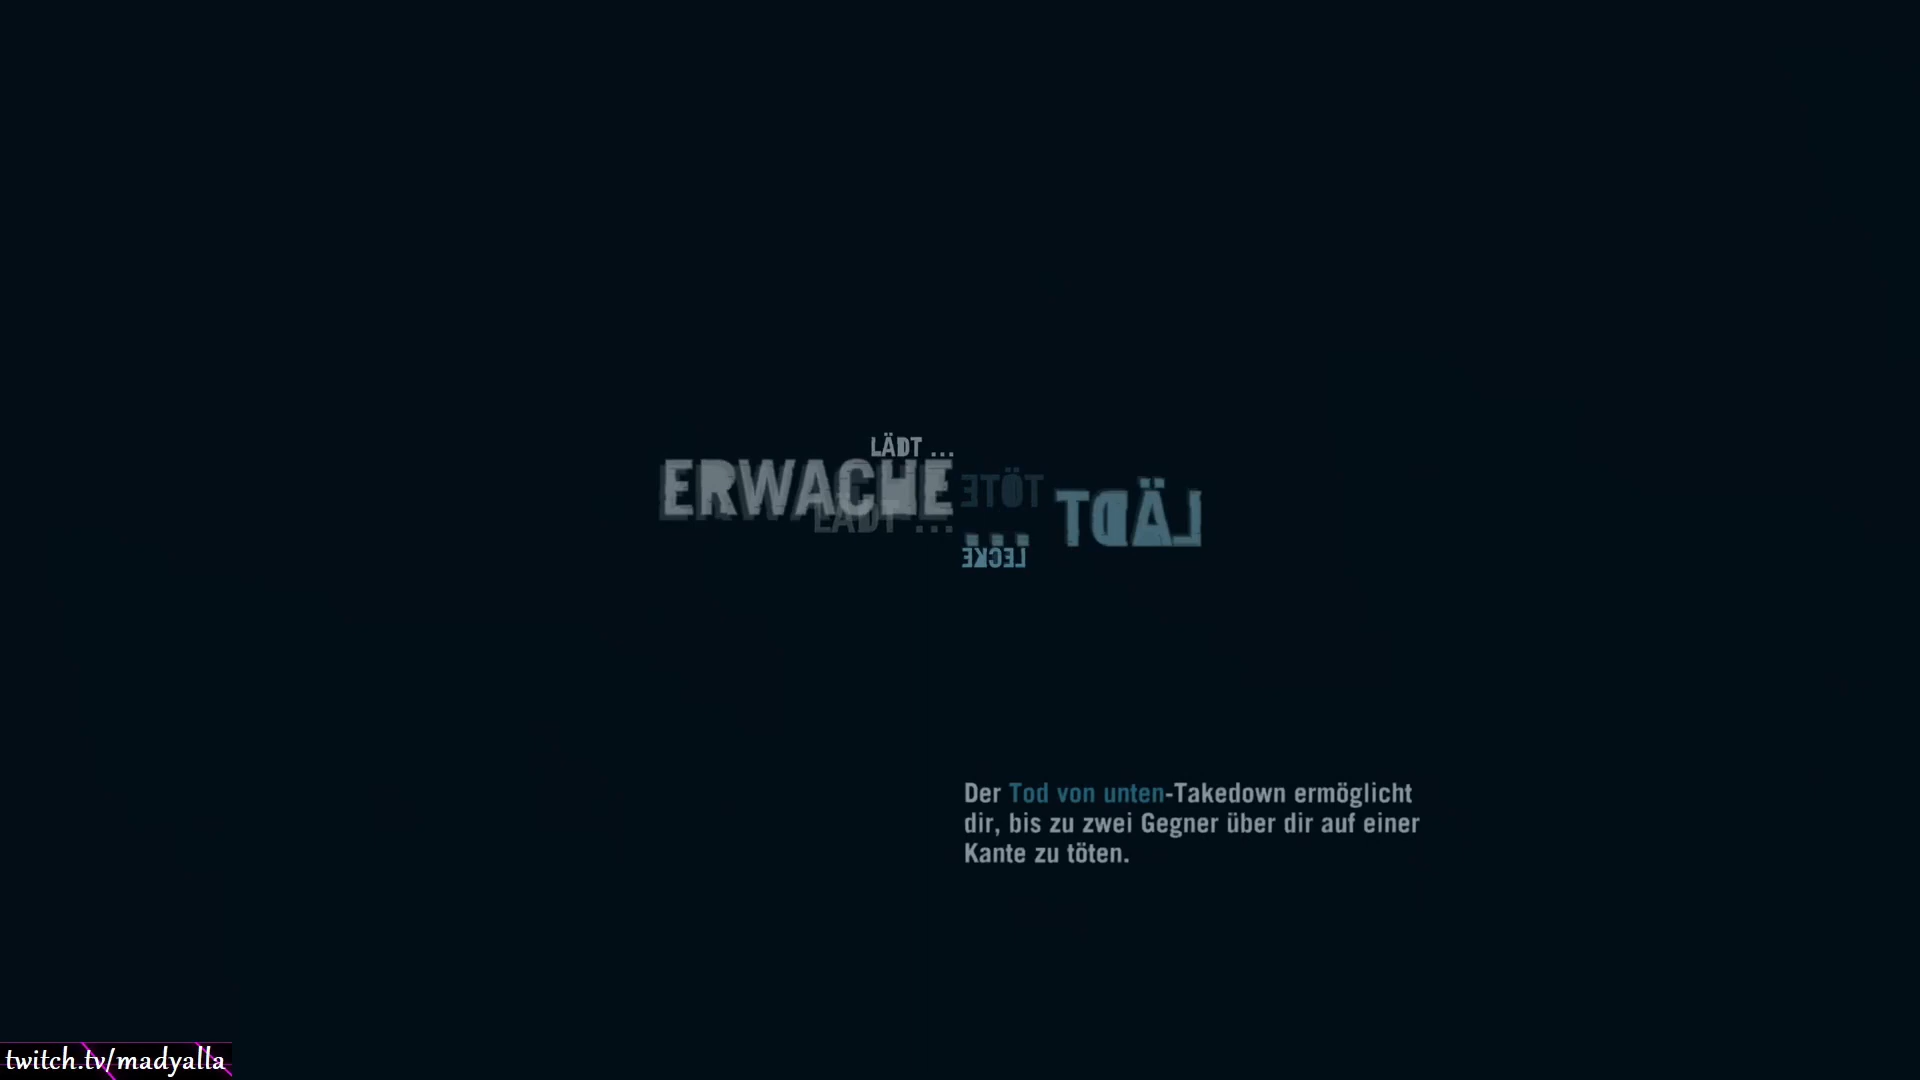 LÄDT ...
ERWACHE
TÖTE
LÄDT ...
LÄDT ...
LECKE
Der Tod von unten-Takedown ermöglicht
dir, bis zu zwei Gegner über dir auf einer
Kante zu töten.
twitch.tv/madyalla